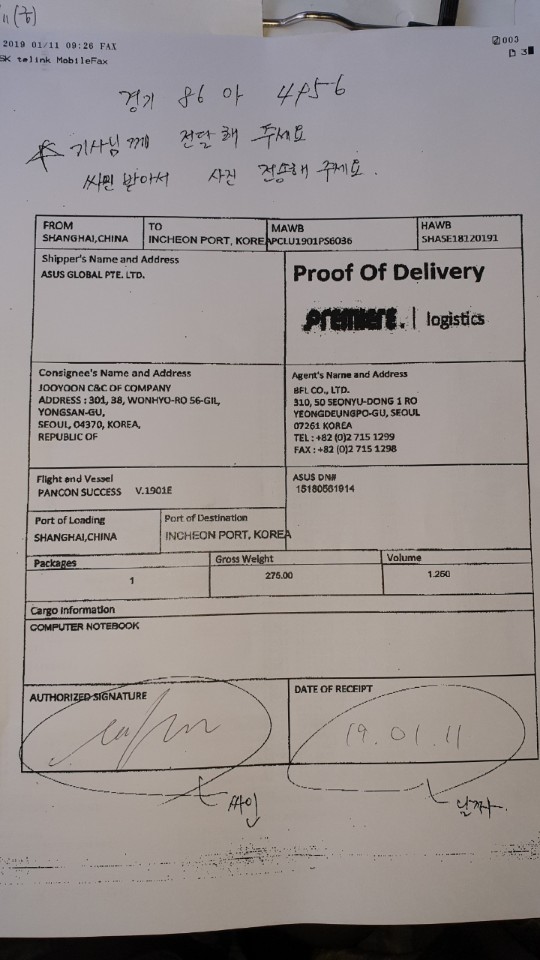 11(금)
2019 01/11 09:26 FAX
003
SK telink MobileFax
3
경기 86 아 4956
기사님께 전달해 주세요
싸인 받아서 사진 전송해 주세요.
FROM TO MAWB HAWB
SHANGHAI,CHINA INCHEON PORT, KOREA PCLU1901PS6036 SHASE18120191
Shipper's Name and Address
ASUS GLOBAL PTE. LTD.
Proof Of Delivery
premiere. | logistics
Consignee's Name and Address
JOOYOON C&C OF COMPANY
ADDRESS : 301, 38, WONHYO-RO 56-GIL,
YONGSAN-GU,
SEOUL, 04370, KOREA,
REPUBLIC OF
Agent's Name and Address
BFL CO., LTD.
310, 50 SEONYU-DONG 1 RO
YEONGDEUNGPO-GU, SEOUL
07261 KOREA
TEL : +82 (0)2 715 1299
FAX : +82 (0)2 715 1298
Flight and Vessel
PANCON SUCCESS V.1901E
ASUS DN#
15180561914
Port of Loading
SHANGHAI,CHINA
Port of Destination
INCHEON PORT, KOREA
Packages Gross Weight Volume
1 275.00 1.260
Cargo Information
COMPUTER NOTEBOOK
AUTHORIZED SIGNATURE
DATE OF RECEIPT
19.01.11
싸인
날짜